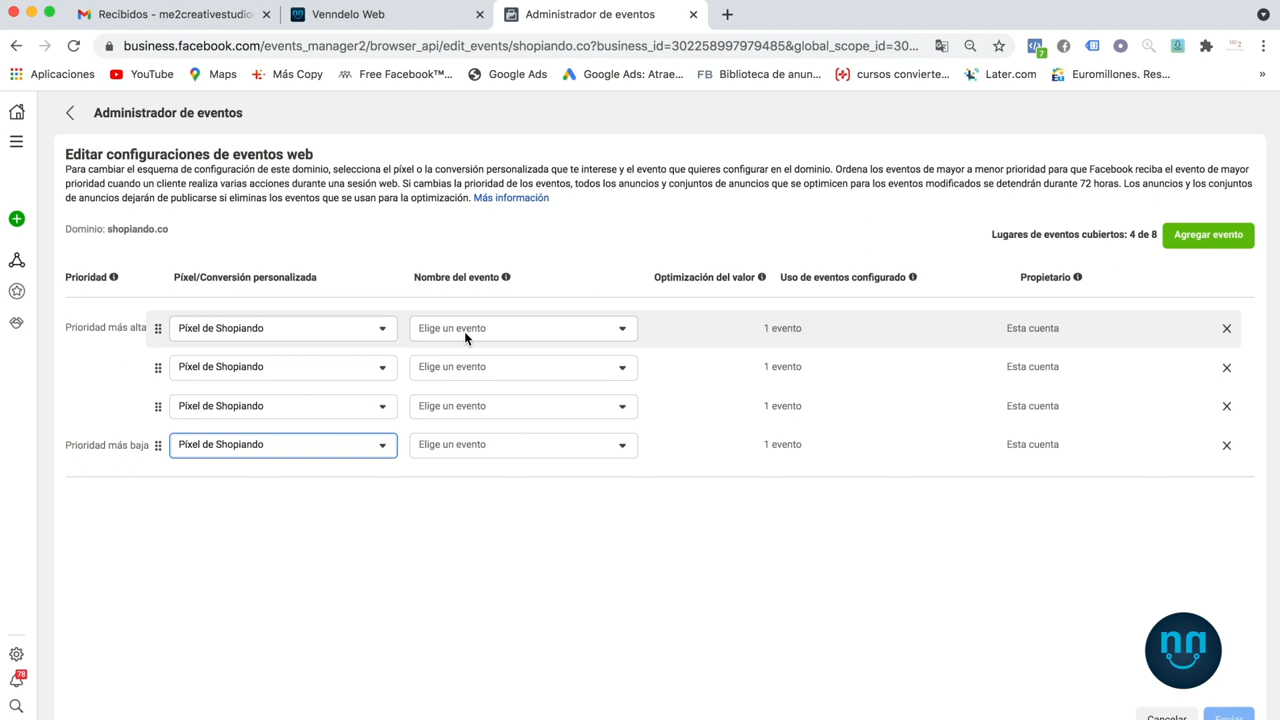 Recibidos - me2creativestudio
Venndelo Web
Administrador de eventos
business.facebook.com/events_manager2/browser_api/edit_events/shopiando.co?business_id=302258997979485&global_scope_id=30...
7
Aplicaciones
YouTube
Maps
Más Copy
Free Facebook™...
Google Ads
Google Ads: Atrae...
FB Biblioteca de anun...
cursos convierte...
Later.com
Euromillones. Res...
»
Administrador de eventos
Editar configuraciones de eventos web
Para cambiar el esquema de configuración de este dominio, selecciona el píxel o la conversión personalizada que te interese y el evento que quieres configurar en el dominio. Ordena los eventos de mayor a menor prioridad para que Facebook reciba el evento de mayor
prioridad cuando un cliente realiza varias acciones durante una sesión web. Si cambias la prioridad de los eventos, todos los anuncios y conjuntos de anuncios que se optimicen para los eventos modificados se detendrán durante 72 horas. Los anuncios y los conjuntos
de anuncios dejarán de publicarse si eliminas los eventos que se usan para la optimización. Más información
Dominio: shopiando.co
Lugares de eventos cubiertos: 4 de 8
Agregar evento
Prioridad
Píxel/Conversión personalizada
Nombre del evento
Optimización del valor
Uso de eventos configurado
Propietario
Prioridad más alta
Píxel de Shopiando
Elige un evento
1 evento
Esta cuenta
Píxel de Shopiando
Elige un evento
1 evento
Esta cuenta
Píxel de Shopiando
Elige un evento
1 evento
Esta cuenta
Prioridad más baja
Píxel de Shopiando
Elige un evento
1 evento
Esta cuenta
78
nn
Cancelar
Enviar